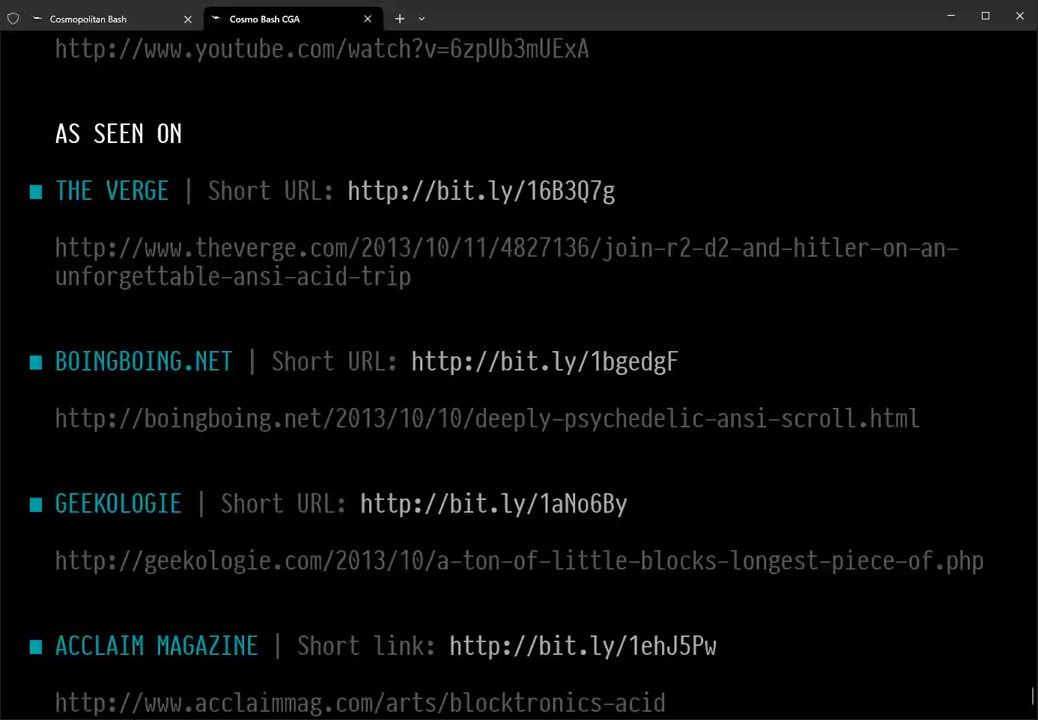 Cosmopolitan Bash
Cosmo Bash CGA
http://www.youtube.com/watch?v=6zpUb3mUExA
AS SEEN ON
■ THE VERGE | Short URL: http://bit.ly/16B3Q7g
http://www.theverge.com/2013/10/11/4827136/join-r2-d2-and-hitler-on-an-
unforgettable-ansi-acid-trip
■ BOINGBOING.NET | Short URL: http://bit.ly/1bgedgF
http://boingboing.net/2013/10/10/deeply-psychedelic-ansi-scroll.html
■ GEEKOLOGIE | Short URL: http://bit.ly/1aNo6By
http://geekologie.com/2013/10/a-ton-of-little-blocks-longest-piece-of.php
■ ACCLAIM MAGAZINE | Short link: http://bit.ly/1ehJ5Pw
http://www.acclaimmag.com/arts/blocktronics-acid